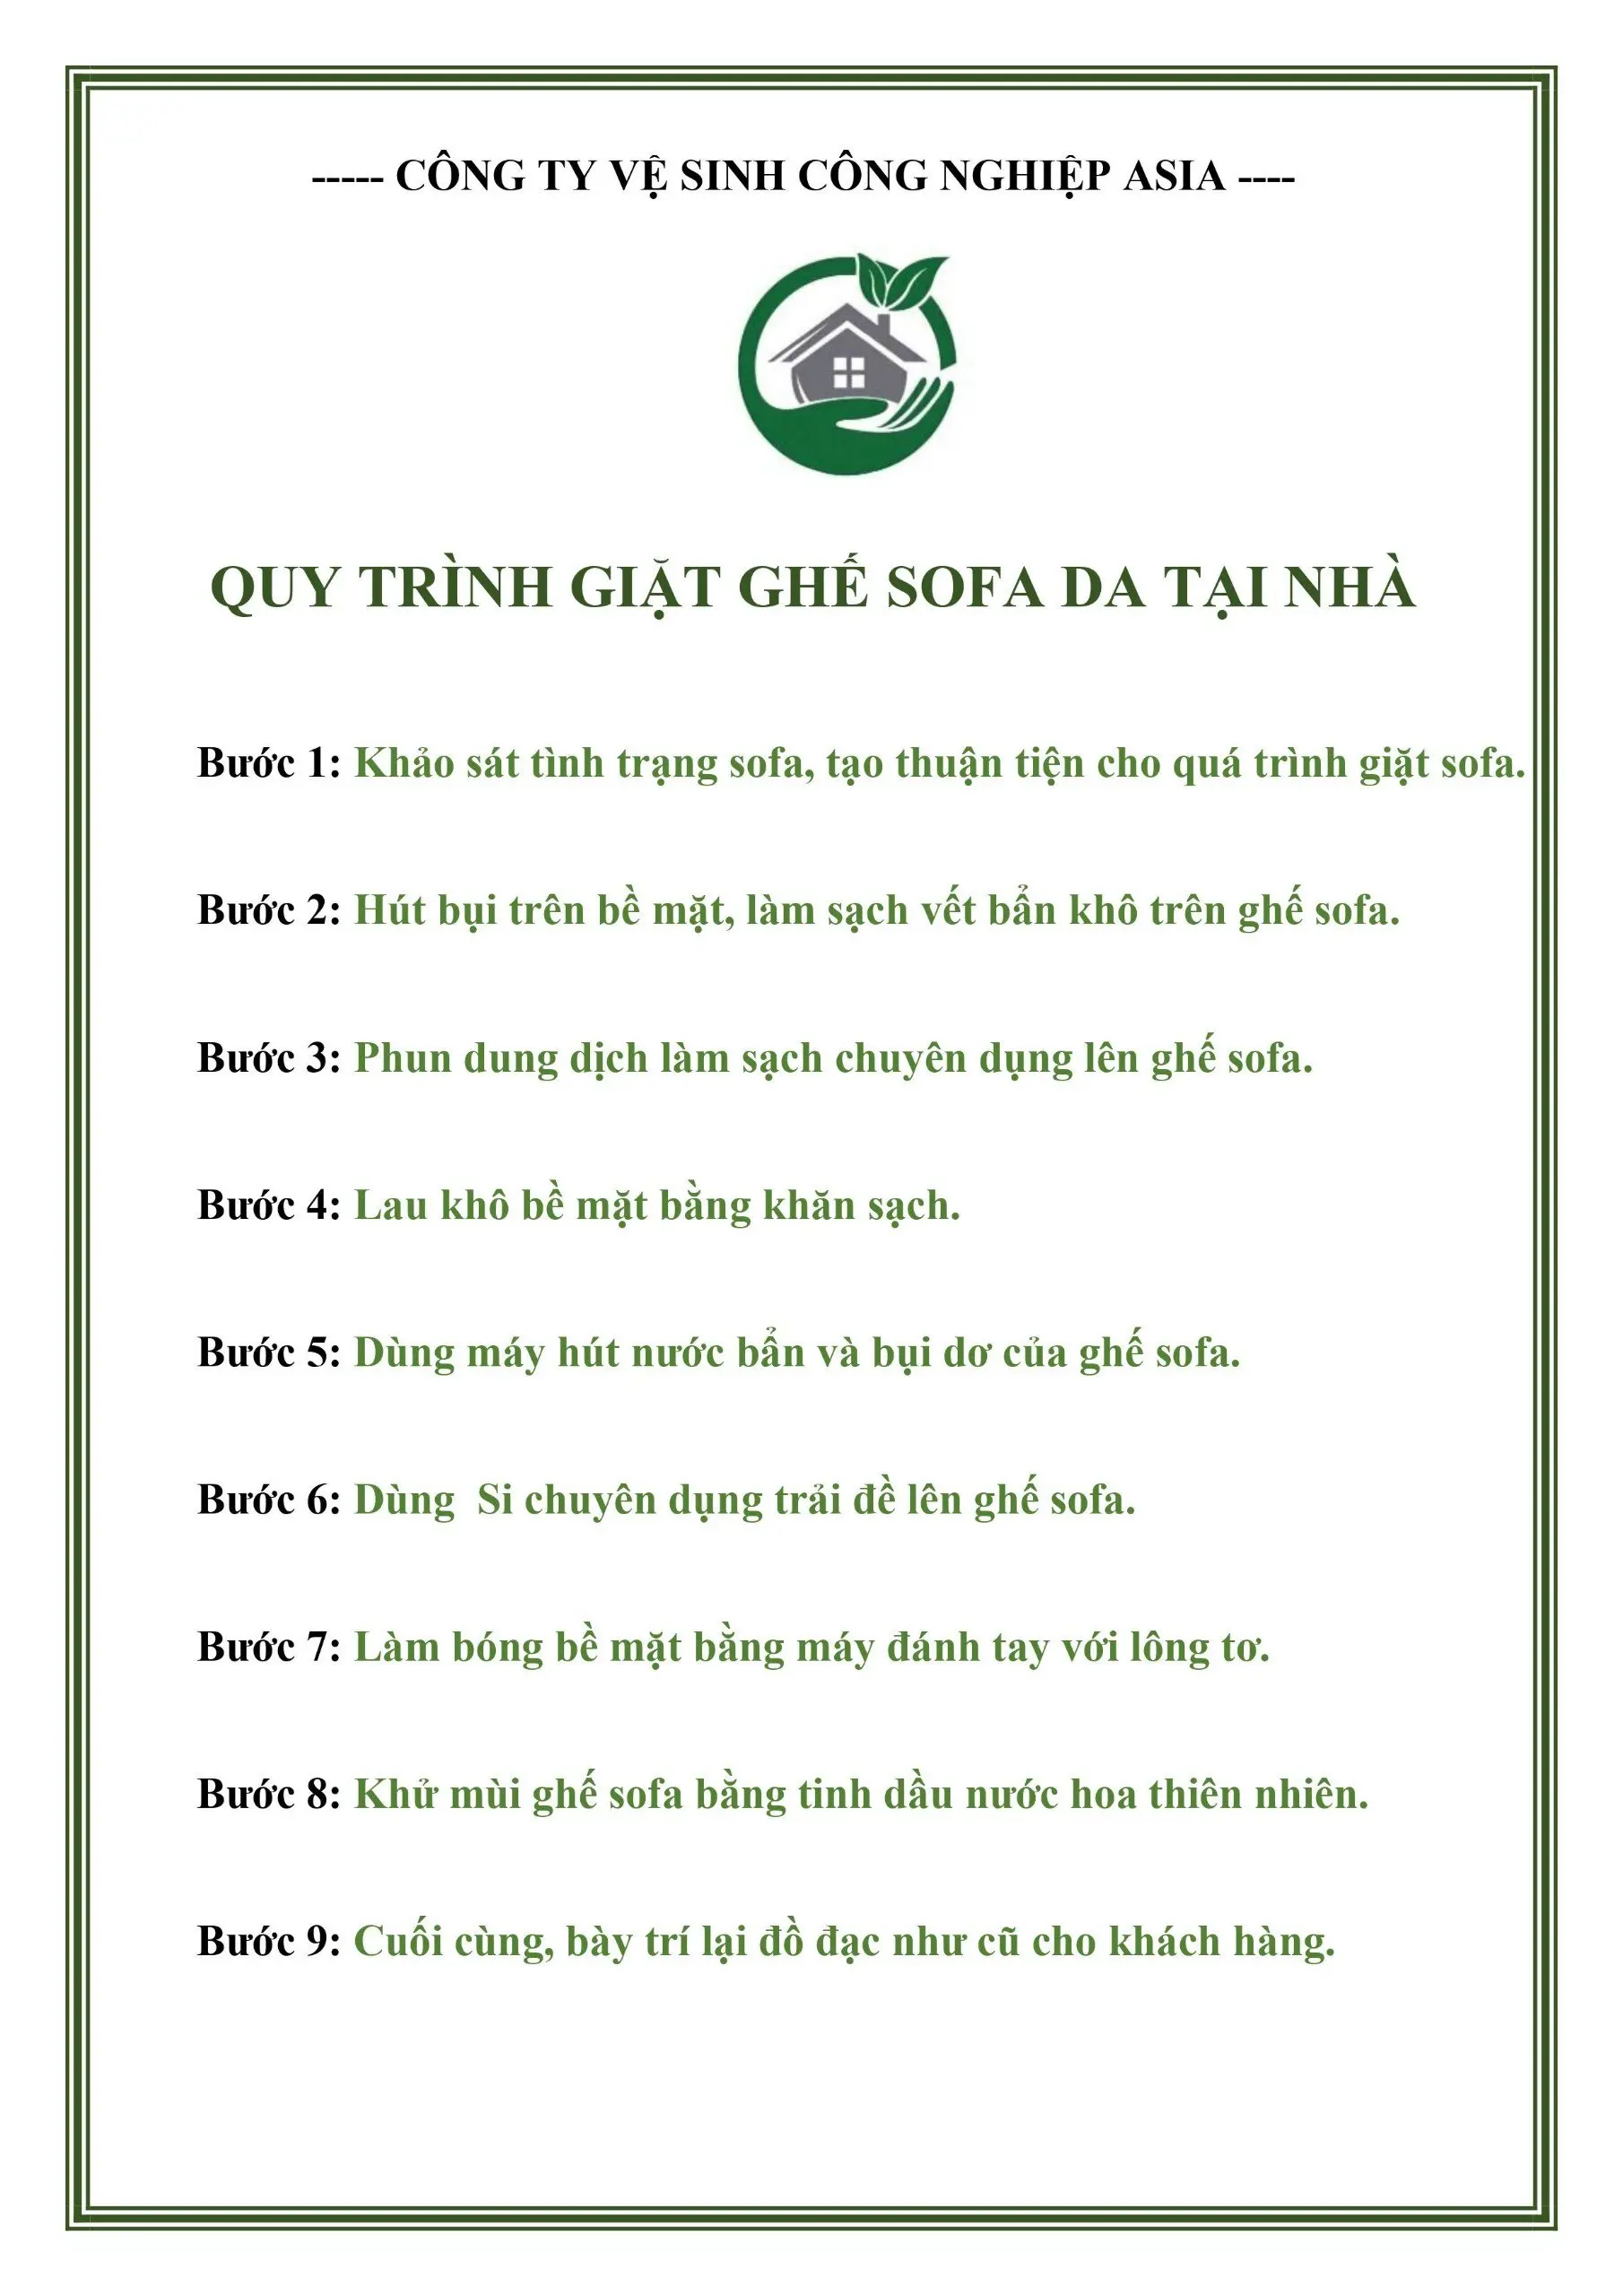 ----- CÔNG TY VỆ SINH CÔNG NGHIỆP ASIA ----
QUY TRÌNH GIẶT GHẾ SOFA DA TẠI NHÀ
Bước 1: Khảo sát tình trạng sofa, tạo thuận tiện cho quá trình giặt sofa.
Bước 2: Hút bụi trên bề mặt, làm sạch vết bẩn khô trên ghế sofa.
Bước 3: Phun dung dịch làm sạch chuyên dụng lên ghế sofa.
Bước 4: Lau khô bề mặt bằng khăn sạch.
Bước 5: Dùng máy hút nước bẩn và bụi dơ của ghế sofa.
Bước 6: Dùng  Si chuyên dụng trải đề lên ghế sofa.
Bước 7: Làm bóng bề mặt bằng máy đánh tay với lông tơ.
Bước 8: Khử mùi ghế sofa bằng tinh dầu nước hoa thiên nhiên.
Bước 9: Cuối cùng, bày trí lại đồ đạc như cũ cho khách hàng.